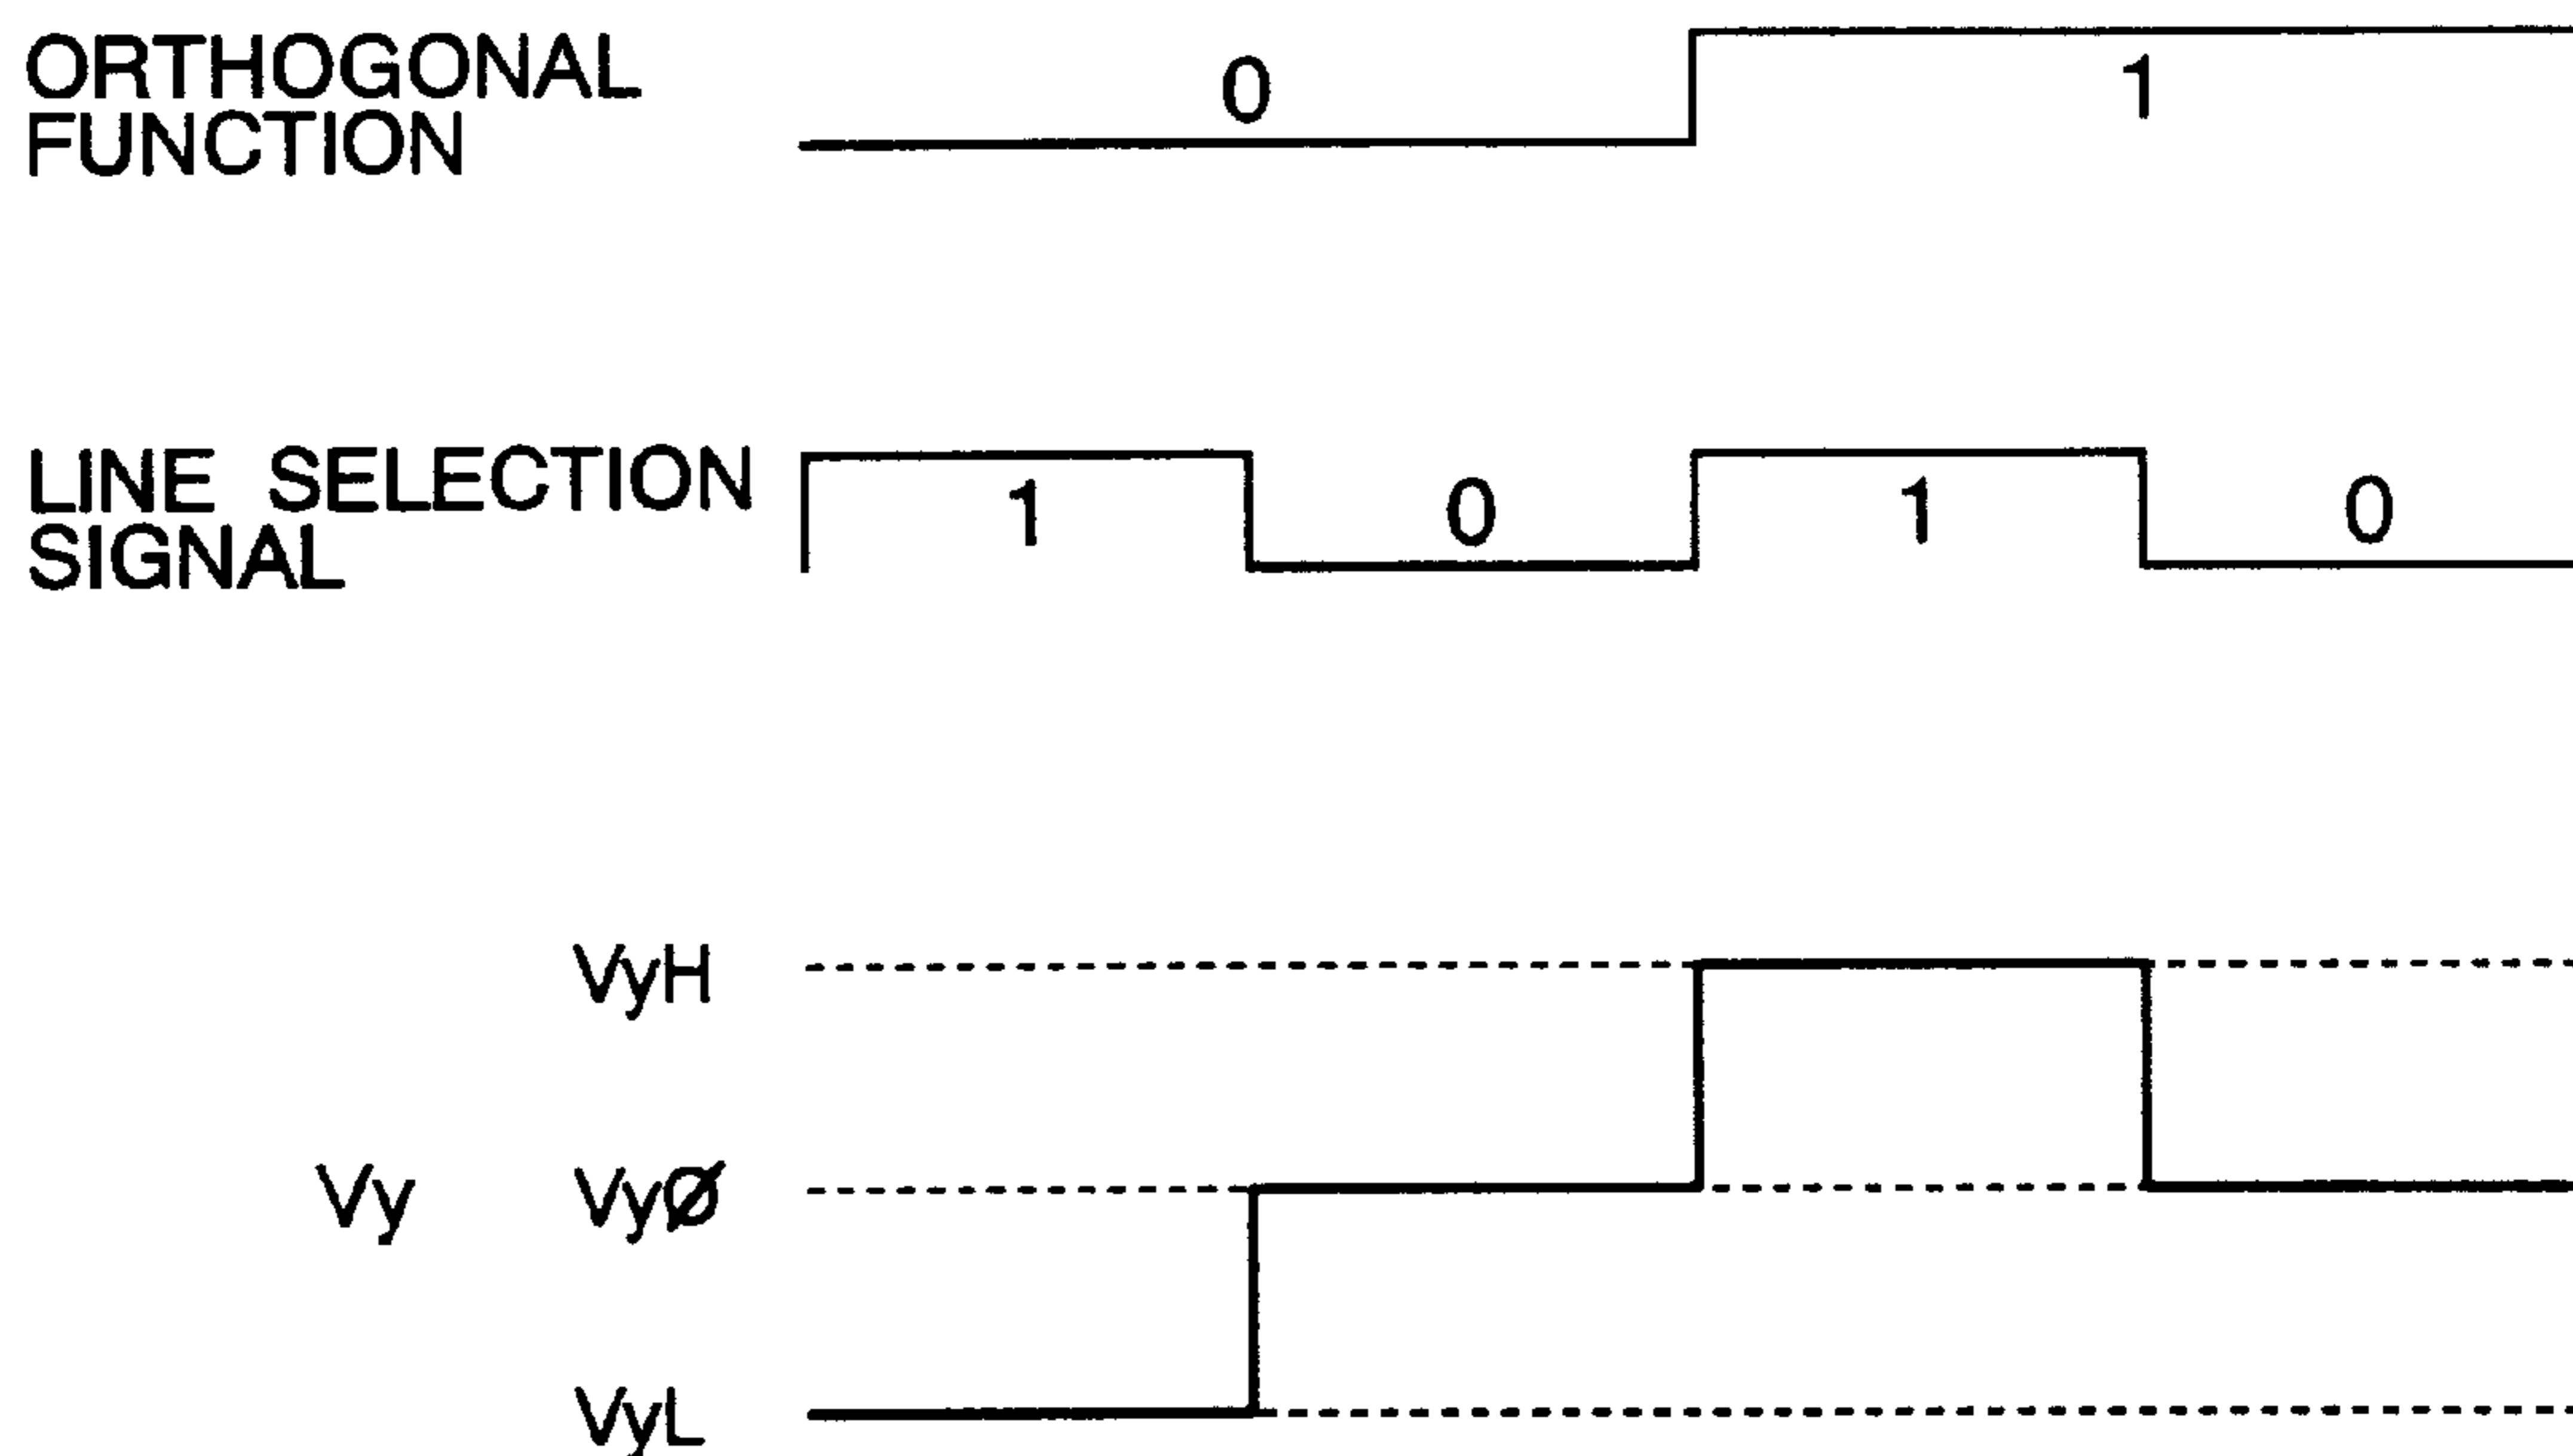 ORTHOGONAL
FUNCTION
0 1
LINE SELECTION
SIGNAL
1 0 1 0
VyH
Vy VyØ
VyL